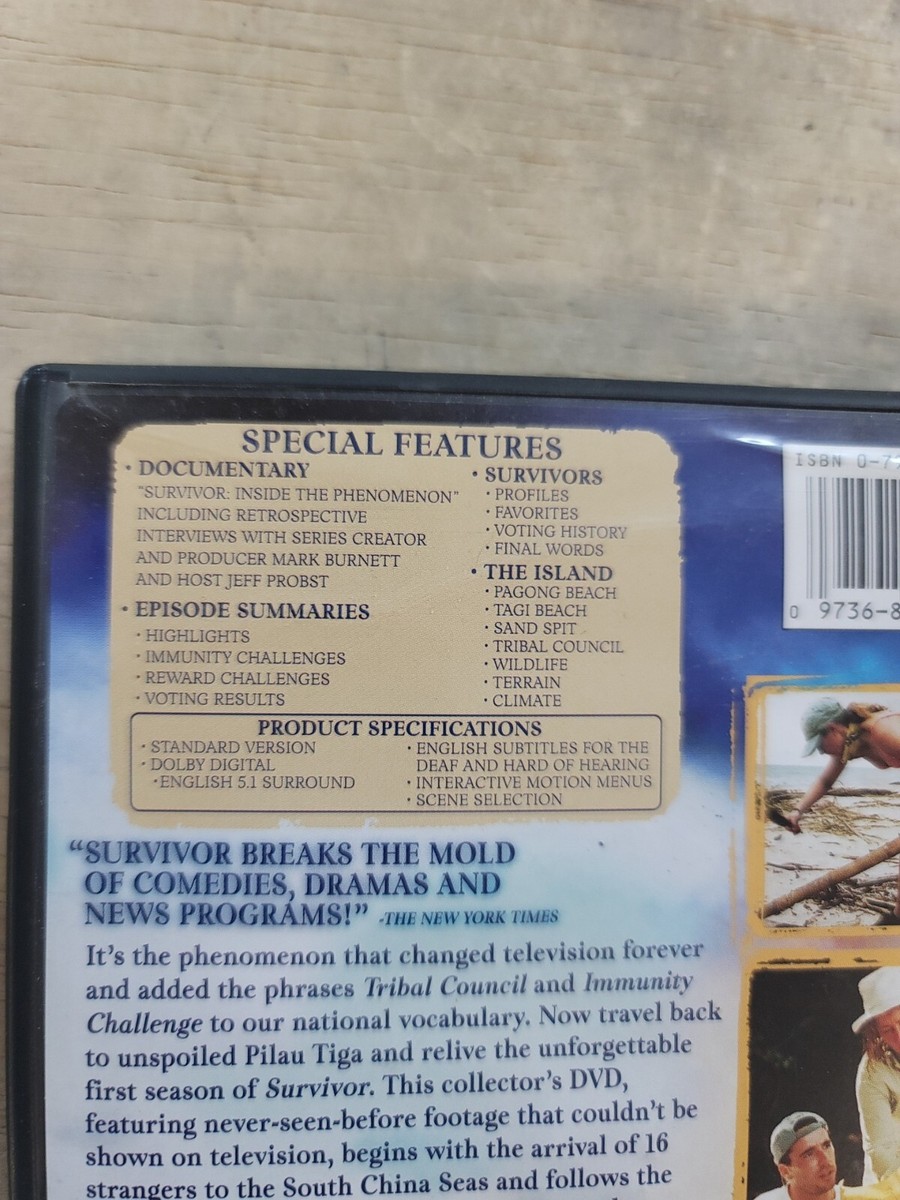 SPECIAL FEATURES
· DOCUMENTARY
"SURVIVOR: INSIDE THE PHENOMENON"
INCLUDING RETROSPECTIVE
INTERVIEWS WITH SERIES CREATOR
AND PRODUCER MARK BURNETT
AND HOST JEFF PROBST
· EPISODE SUMMARIES
· HIGHLIGHTS
· IMMUNITY CHALLENGES
· REWARD CHALLENGES
· VOTING RESULTS
· SURVIVORS
· PROFILES
· FAVORITES
· VOTING HISTORY
· FINAL WORDS
· THE ISLAND
· PAGONG BEACH
· TAGI BEACH
· SAND SPIT
· TRIBAL COUNCIL
· WILDLIFE
· TERRAIN
· CLIMATE
PRODUCT SPECIFICATIONS
· STANDARD VERSION
· DOLBY DIGITAL
· ENGLISH 5.1 SURROUND
· ENGLISH SUBTITLES FOR THE
DEAF AND HARD OF HEARING
· INTERACTIVE MOTION MENUS
· SCENE SELECTION
ISBN 0-7
0 9736-8
"SURVIVOR BREAKS THE MOLD
OF COMEDIES, DRAMAS AND
NEWS PROGRAMS!" -THE NEW YORK TIMES
It's the phenomenon that changed television forever
and added the phrases Tribal Council and Immunity
Challenge to our national vocabulary. Now travel back
to unspoiled Pilau Tiga and relive the unforgettable
first season of Survivor. This collector's DVD,
featuring never-seen-before footage that couldn't be
shown on television, begins with the arrival of 16
strangers to the South China Seas and follows the